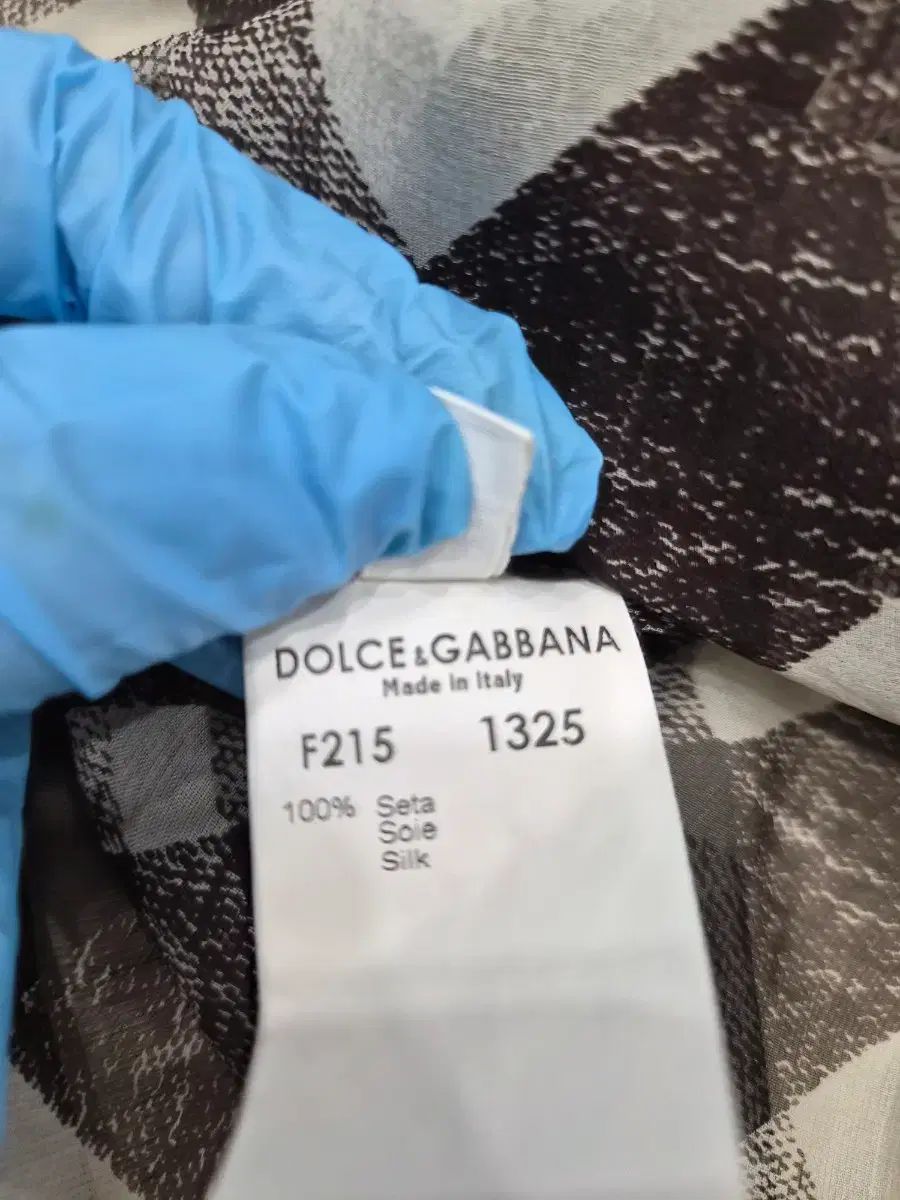 DOLCE&GABBANA
Made in Italy
F215 1325
100% Seta
Soie
Silk